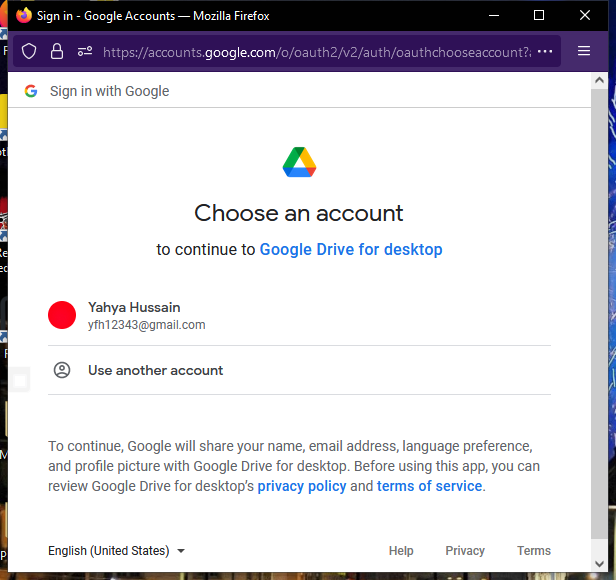 Sign in - Google Accounts — Mozilla Firefox
https://accounts.google.com/o/oauth2/v2/auth/oauthchooseaccount?
Sign in with Google
Choose an account
to continue to Google Drive for desktop
Yahya Hussain
yfh12343@gmail.com
Use another account
To continue, Google will share your name, email address, language preference,
and profile picture with Google Drive for desktop. Before using this app, you can
review Google Drive for desktop's privacy policy and terms of service.
English (United States)
Help Privacy Terms